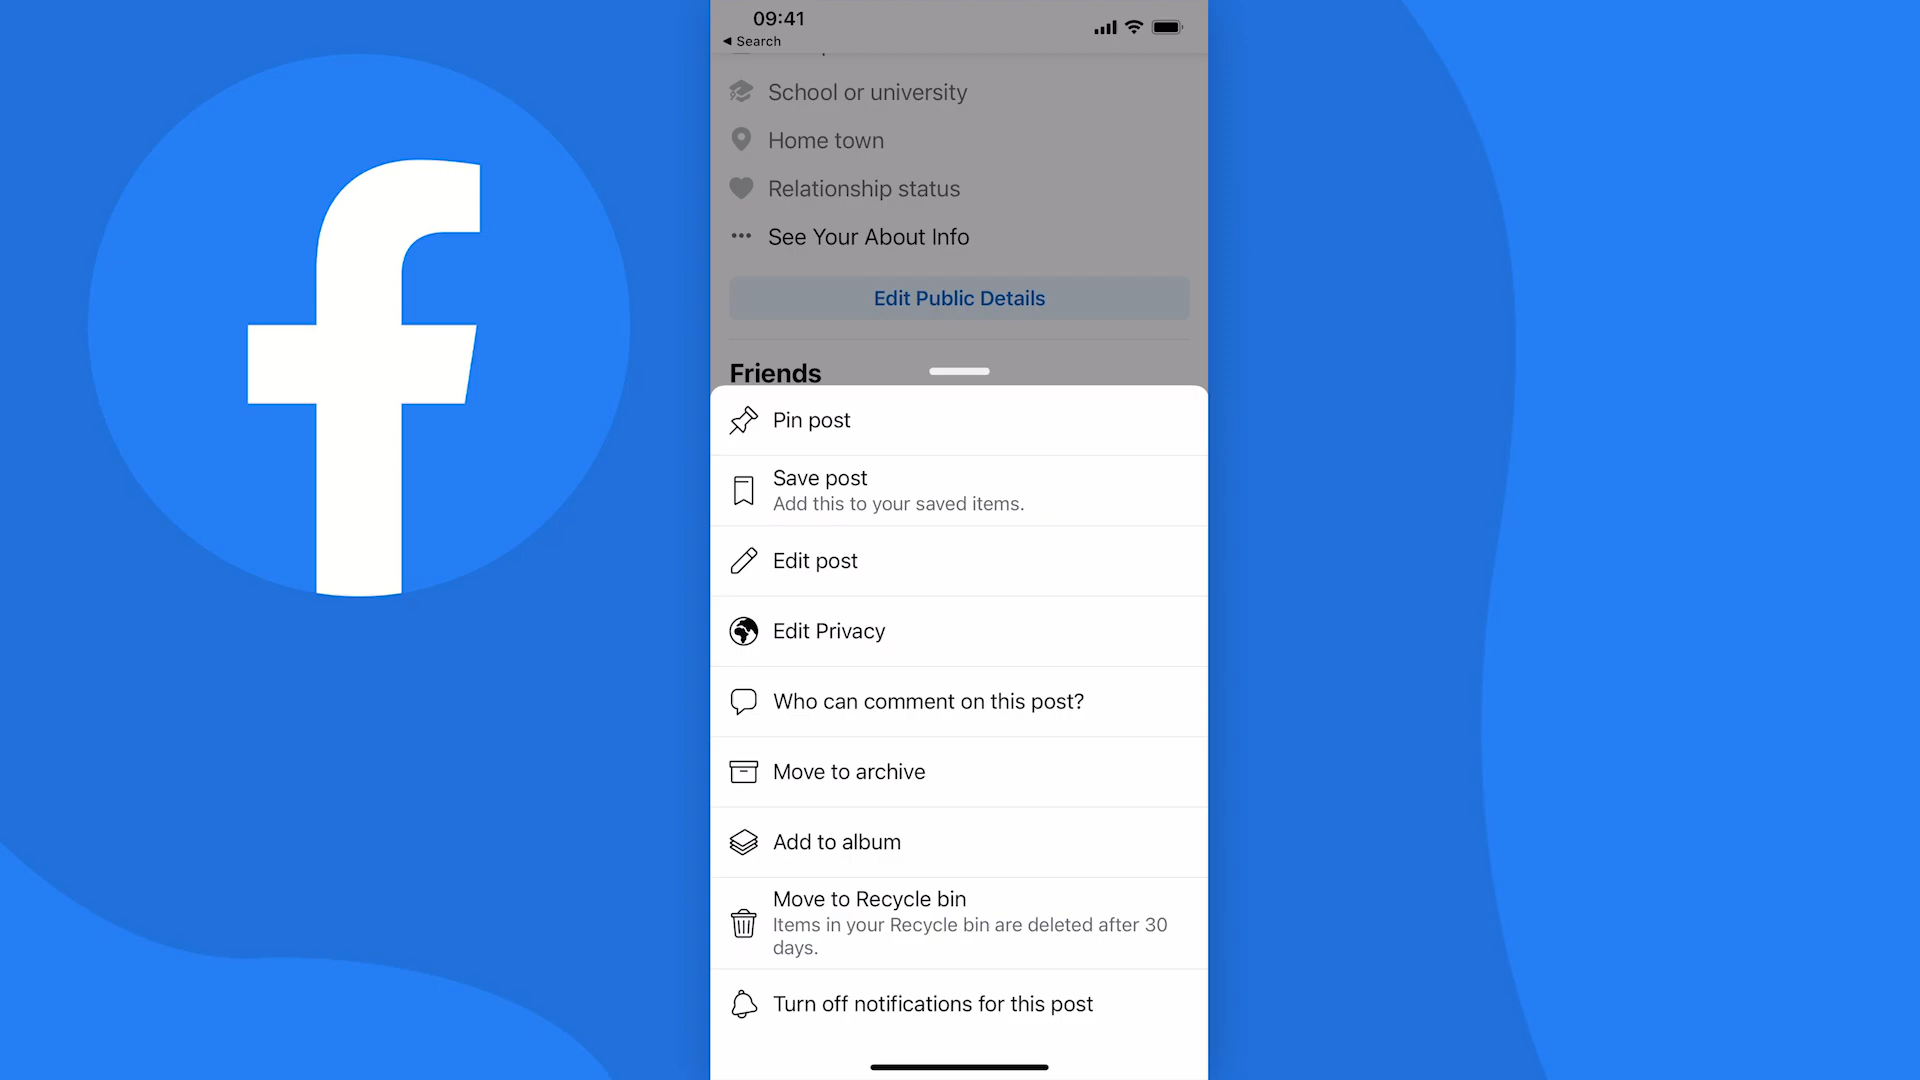 09:41
◀ Search
School or university
Home town
Relationship status
See Your About Info
Edit Public Details
Friends
Pin post
Save post
Add this to your saved items.
Edit post
Edit Privacy
Who can comment on this post?
Move to archive
Add to album
Move to Recycle bin
Items in your Recycle bin are deleted after 30
days.
Turn off notifications for this post